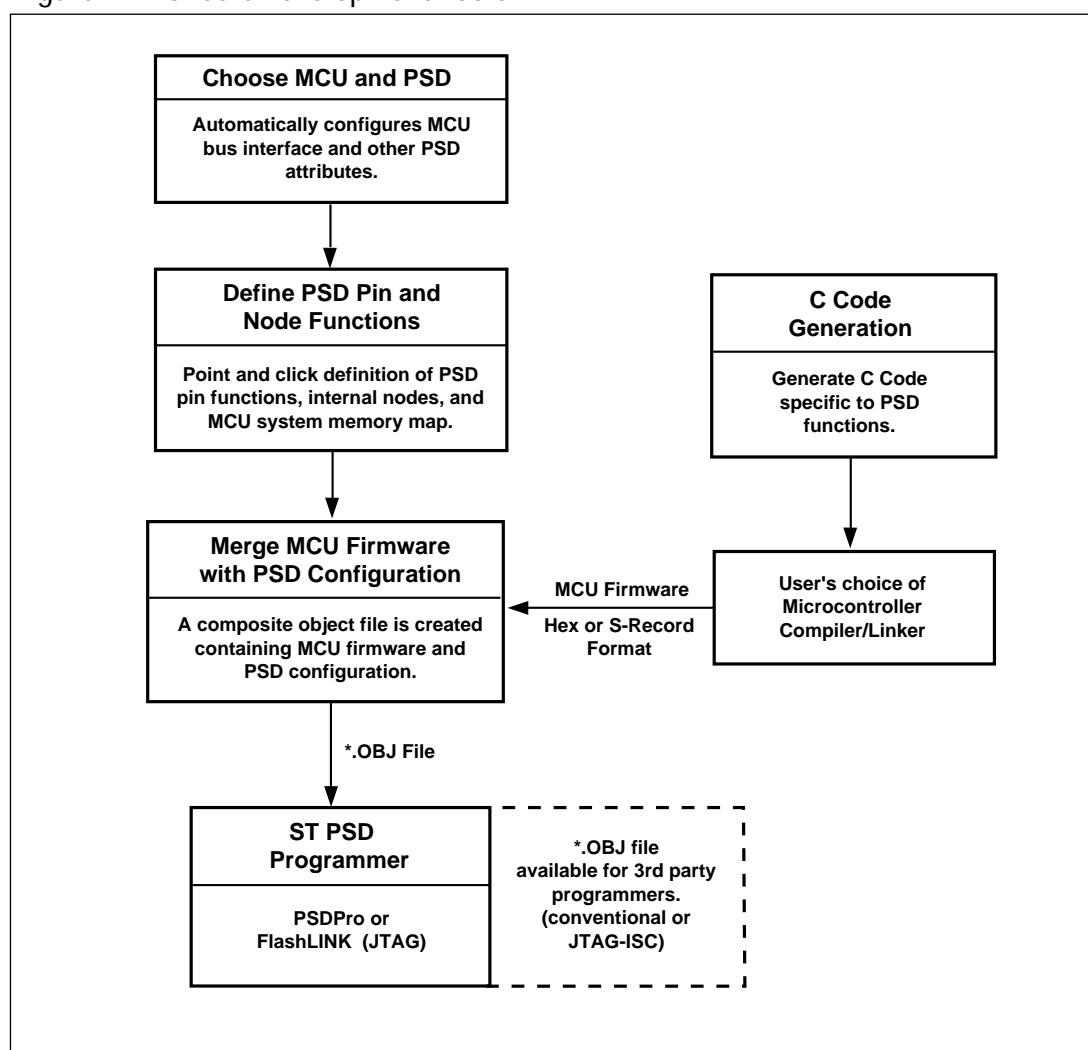 Choose MCU and PSD
Automatically configures MCU
bus interface and other PSD
attributes.
Define PSD Pin and
Node Functions
Point and click definition of PSD
pin functions, internal nodes, and
MCU system memory map.
C Code
Generation
Generate C Code
specific to PSD
functions.
Merge MCU Firmware
with PSD Configuration
A composite object file is created
containing MCU firmware and
PSD configuration.
MCU Firmware
Hex or S-Record
Format
User's choice of
Microcontroller
Compiler/Linker
*.OBJ File
ST PSD
Programmer
PSDPro or
FlashLINK (JTAG)
*.OBJ file
available for 3rd party
programmers.
(conventional or
JTAG-ISC)